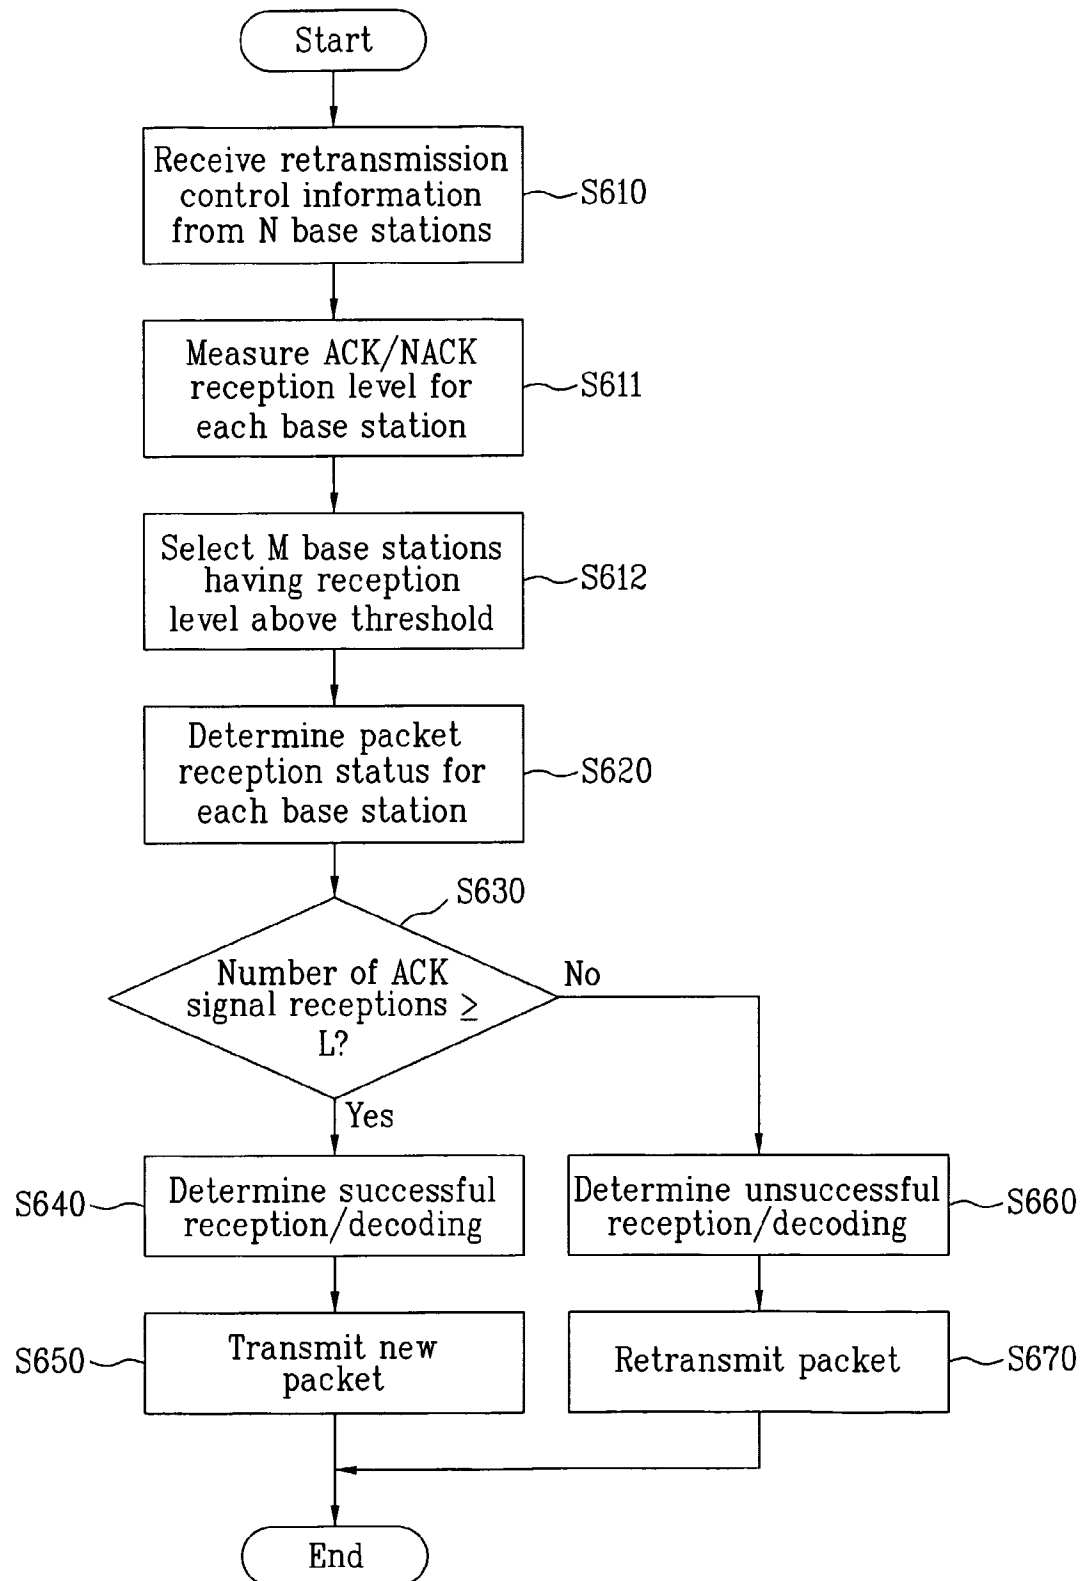 Start
Receive retransmission
control information
from N base stations
S610
Measure ACK/NACK
reception level for
each base station
S611
Select M base stations
having reception
level above threshold
S612
Determine packet
reception status for
each base station
S620
S630
Number of ACK
signal receptions ≥
L?
No
Yes
S640
Determine successful
reception/decoding
Determine unsuccessful
reception/decoding
S660
S650
Transmit new
packet
Retransmit packet
S670
End